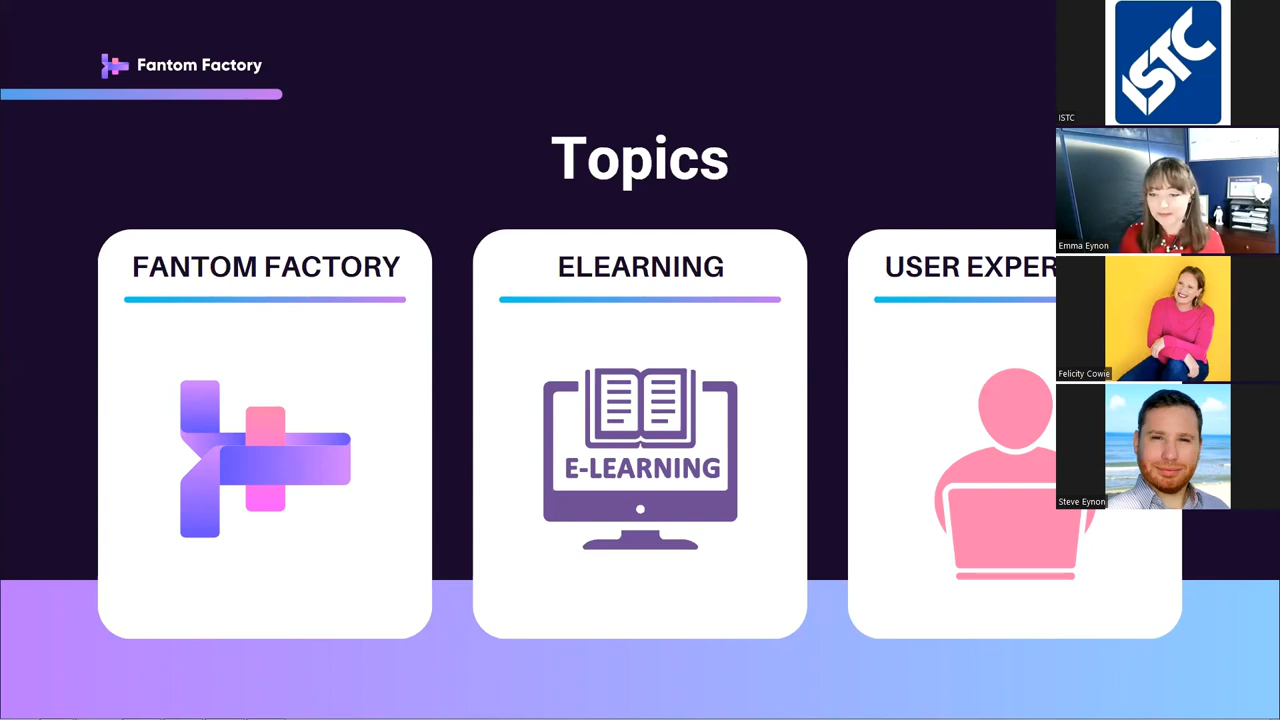 Fantom Factory
Topics
FANTOM FACTORY
ELEARNING
USER EXPER
E-LEARNING
ISTC
ISTC
Emma Eynon
Felicity Cowie
Steve Eynon